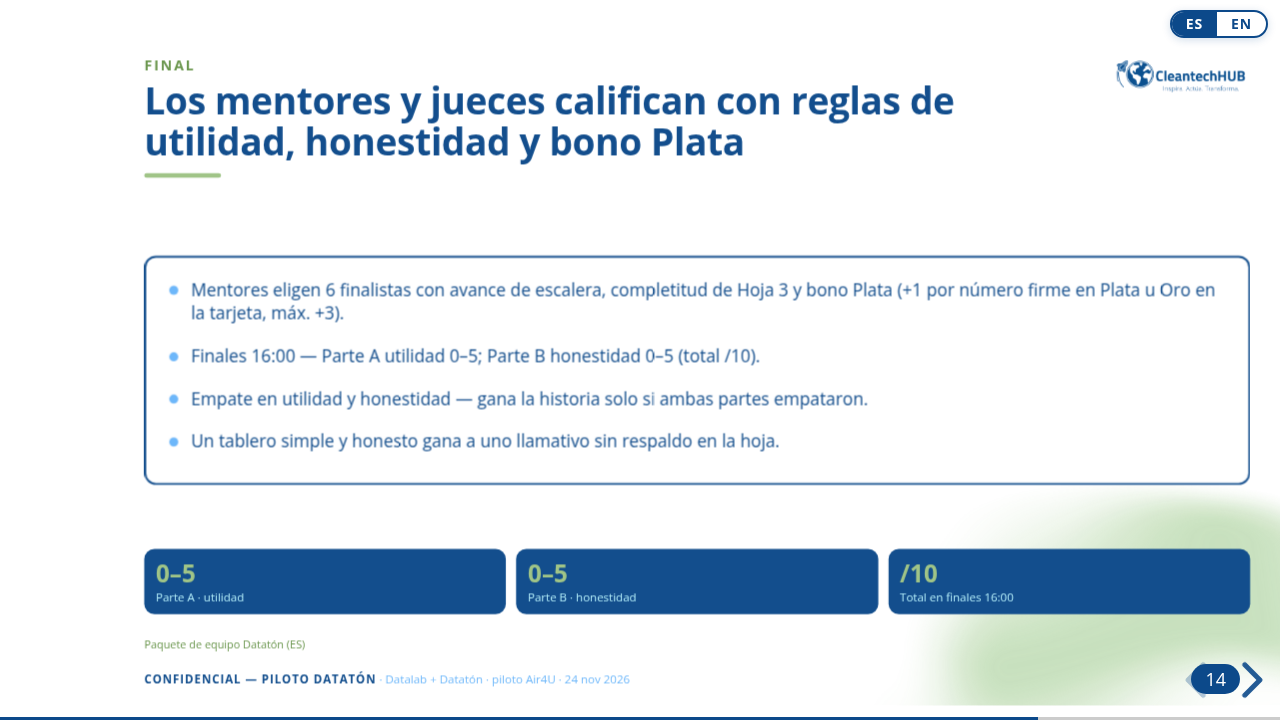 ES EN
FINAL
CleantechHUB
Inspira. Actúa. Transforma.
Los mentores y jueces califican con reglas de
utilidad, honestidad y bono Plata
Mentores eligen 6 finalistas con avance de escalera, completitud de Hoja 3 y bono Plata (+1 por número firme en Plata u Oro en
la tarjeta, máx. +3).
Finales 16:00 — Parte A utilidad 0–5; Parte B honestidad 0–5 (total /10).
Empate en utilidad y honestidad — gana la historia solo si ambas partes empataron.
Un tablero simple y honesto gana a uno llamativo sin respaldo en la hoja.
0–5
Parte A · utilidad
0–5
Parte B · honestidad
/10
Total en finales 16:00
Paquete de equipo Datatón (ES)
CONFIDENCIAL — PILOTO DATATÓN · Datalab + Datatón · piloto Air4U · 24 nov 2026
14